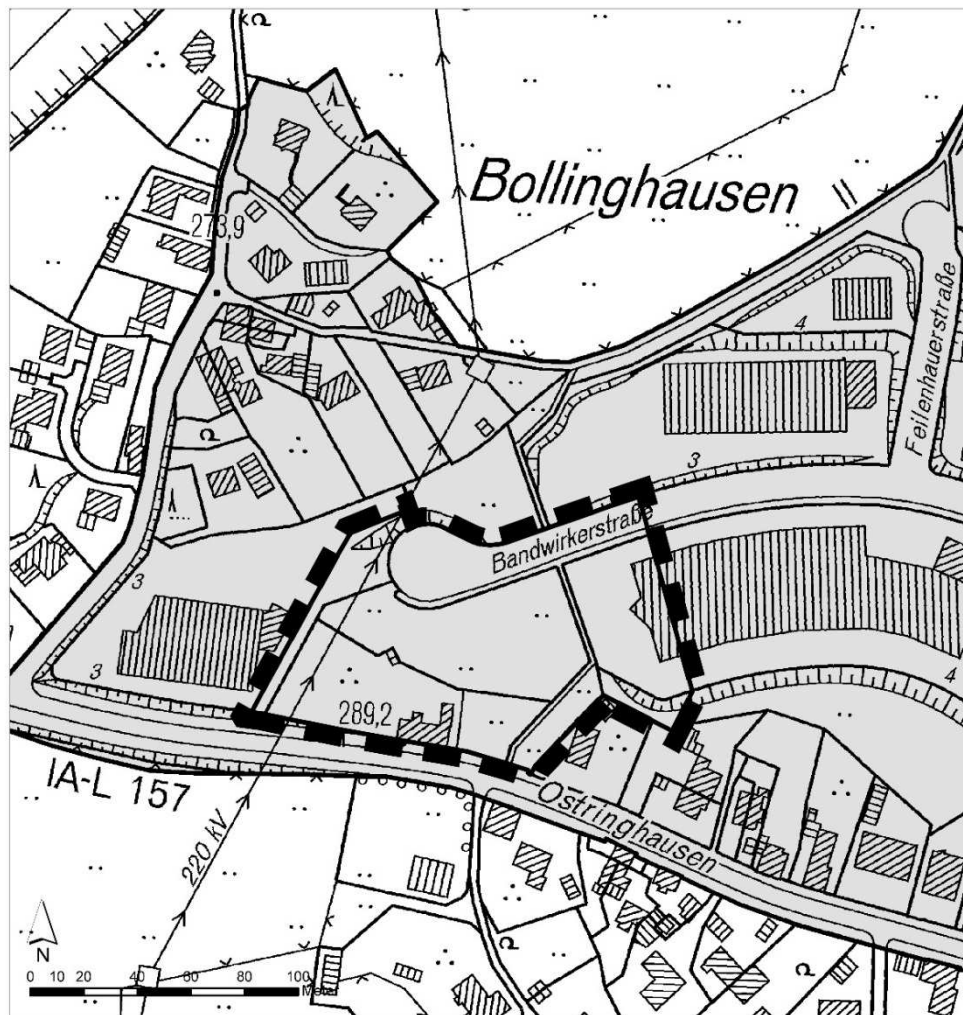 Bollinghausen
273,9
4
Feilenhauerstraße
3
Bandwirkerstraße
3
3
4
289,2
IA-L 157
Ostringhausen
220 kV
N
0 10 20 40 60 80 100
Meter